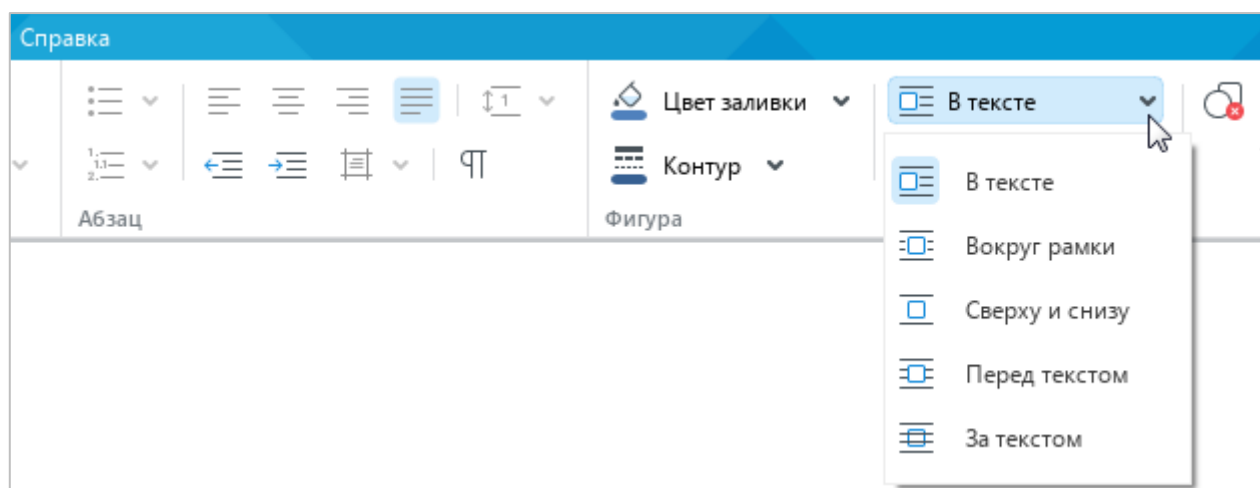 Справка
Цвет заливки
В тексте
Контур
Абзац
Фигура
В тексте
Вокруг рамки
Сверху и снизу
Перед текстом
За текстом